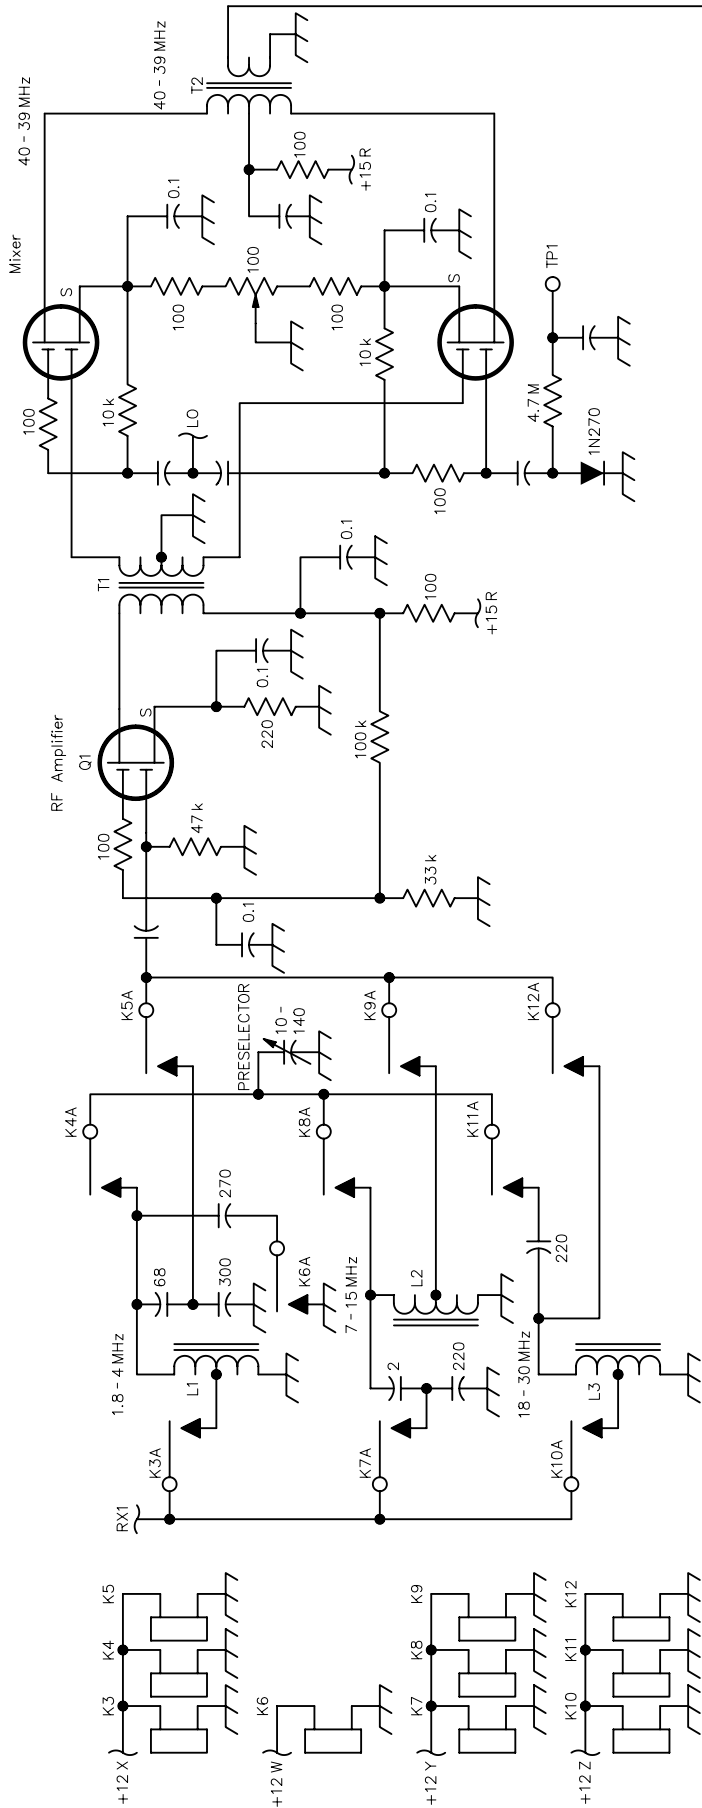 +12 X
K3
K4
K5
+12 W
K6
+12 Y
K7
K8
K9
+12 Z
K10
K11
K12
RX1
K3A
K7A
K10A
1.8 - 4 MHz
L1
68
300
270
K6A
K4A
K5A
7 - 15 MHz
2
220
L2
K8A
K9A
PRESELECTOR
10 -
140
18 - 30 MHz
L3
220
K11A
K12A
RF Amplifier
Q1
100
S
47 k
0.1
33 k
220
0.1
100 k
T1
0.1
100
+15 R
Mixer
100
10 k
LO
S
0.1
100
100
100
10 k
S
0.1
100
4.7 M
1N270
TP1
40 - 39 MHz
40 - 39 MHz
T2
100
+15 R